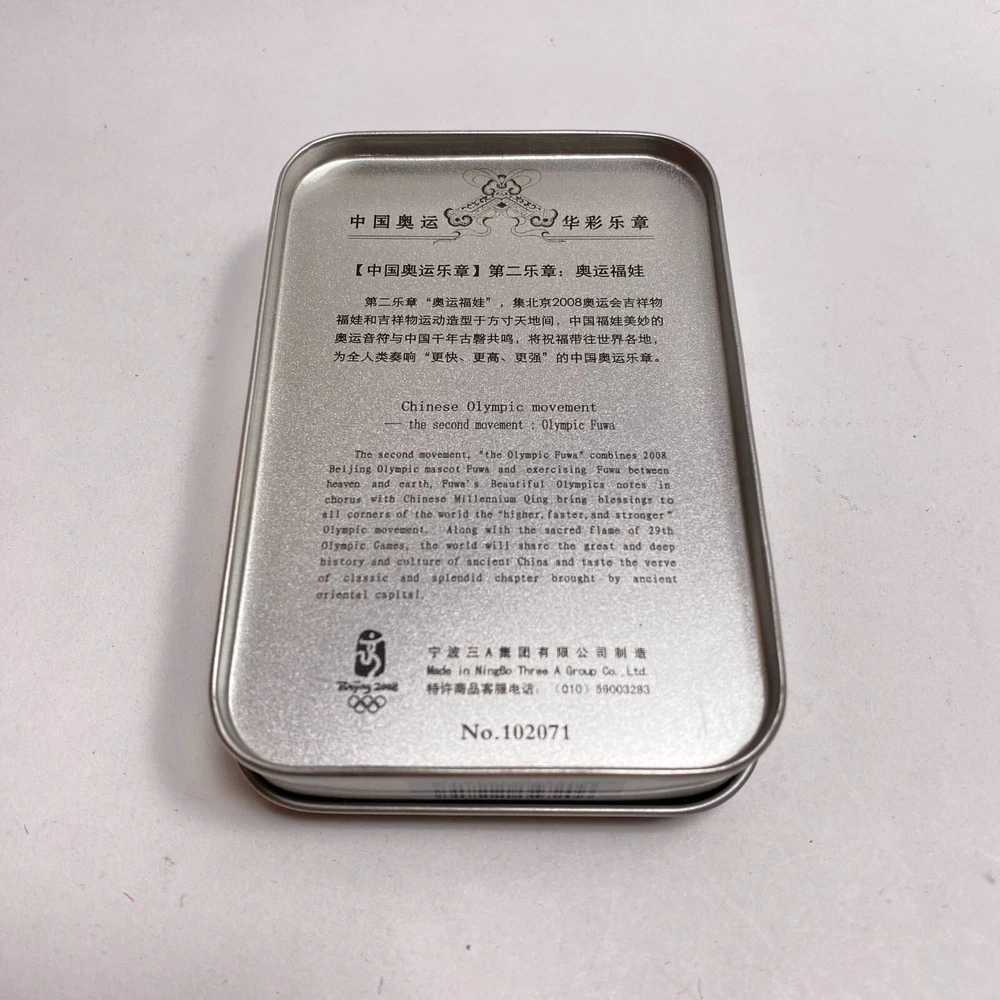 中国奥运 华彩乐章
【中国奥运乐章】第二乐章：奥运福娃
第二乐章“奥运福娃”，集北京2008奥运会吉祥物
福娃和吉祥物运动造型于方寸天地间，中国福娃美妙的
奥运音符与中国千年古磬共鸣，将祝福带往世界各地，
为全人类奏响“更快、更高、更强”的中国奥运乐章。
Chinese Olympic movement
— the second movement : Olympic Fuwa
The second movement, "the Olympic Fuwa" combines 2008
Beijing Olympic mascot Fuwa and exercising Fuwa between
heaven and earth, Fuwa's Beautiful Olympics notes in
chorus with Chinese Millennium Qing bring blessings to
all corners of the world the "higher, faster, and stronger"
Olympic movement. Along with the sacred flame of 29th
Olympic Games, the world will share the great and deep
history and culture of ancient China and taste the verve
of classic and splendid chapter brought by ancient
oriental capital.
Beijing 2008
宁波三A集团有限公司制造
Made in NingBo Three A Group Co., Ltd.
特许商品客服电话：（010）59003283
No.102071